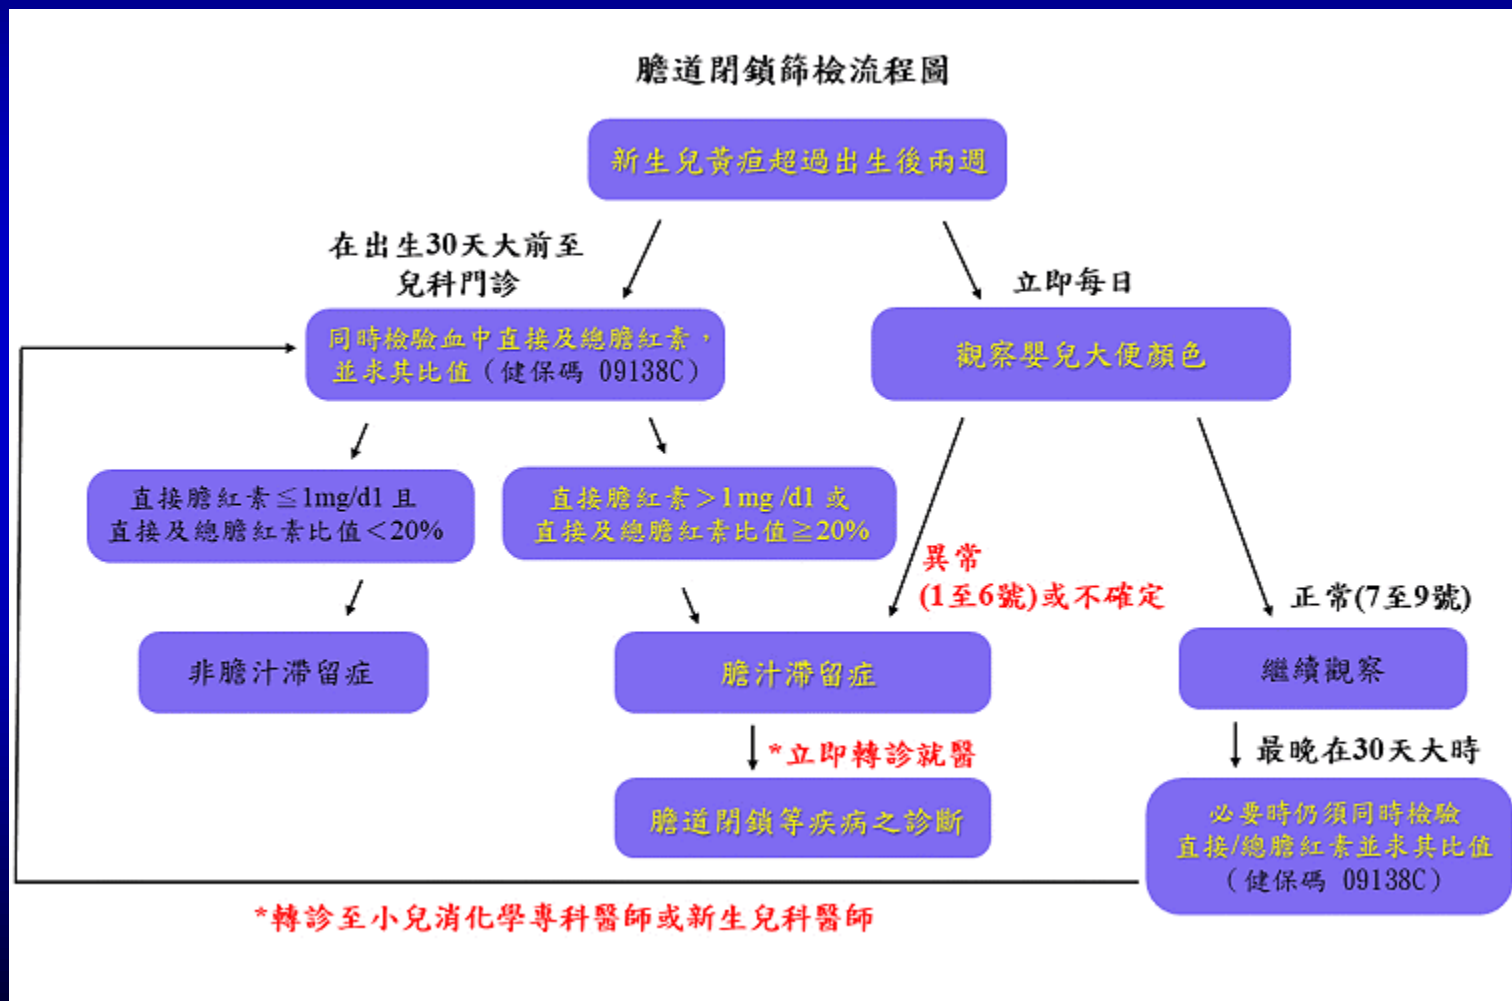 膽道閉鎖篩檢流程圖
新生兒黃疸超過出生後兩週
在出生30天大前至
兒科門診
立即每日
同時檢驗血中直接及總膽紅素，
並求其比值（健保碼 09138C）
觀察嬰兒大便顏色
直接膽紅素≦1mg/d1 且
直接及總膽紅素比值＜20%
直接膽紅素＞1mg /d1 或
直接及總膽紅素比值≧20%
異常
(1至6號)或不確定
正常(7至9號)
非膽汁滯留症
膽汁滯留症
繼續觀察
*立即轉診就醫
最晚在30天大時
膽道閉鎖等疾病之診斷
必要時仍須同時檢驗
直接/總膽紅素並求其比值
（健保碼 09138C）
*轉診至小兒消化學專科醫師或新生兒科醫師